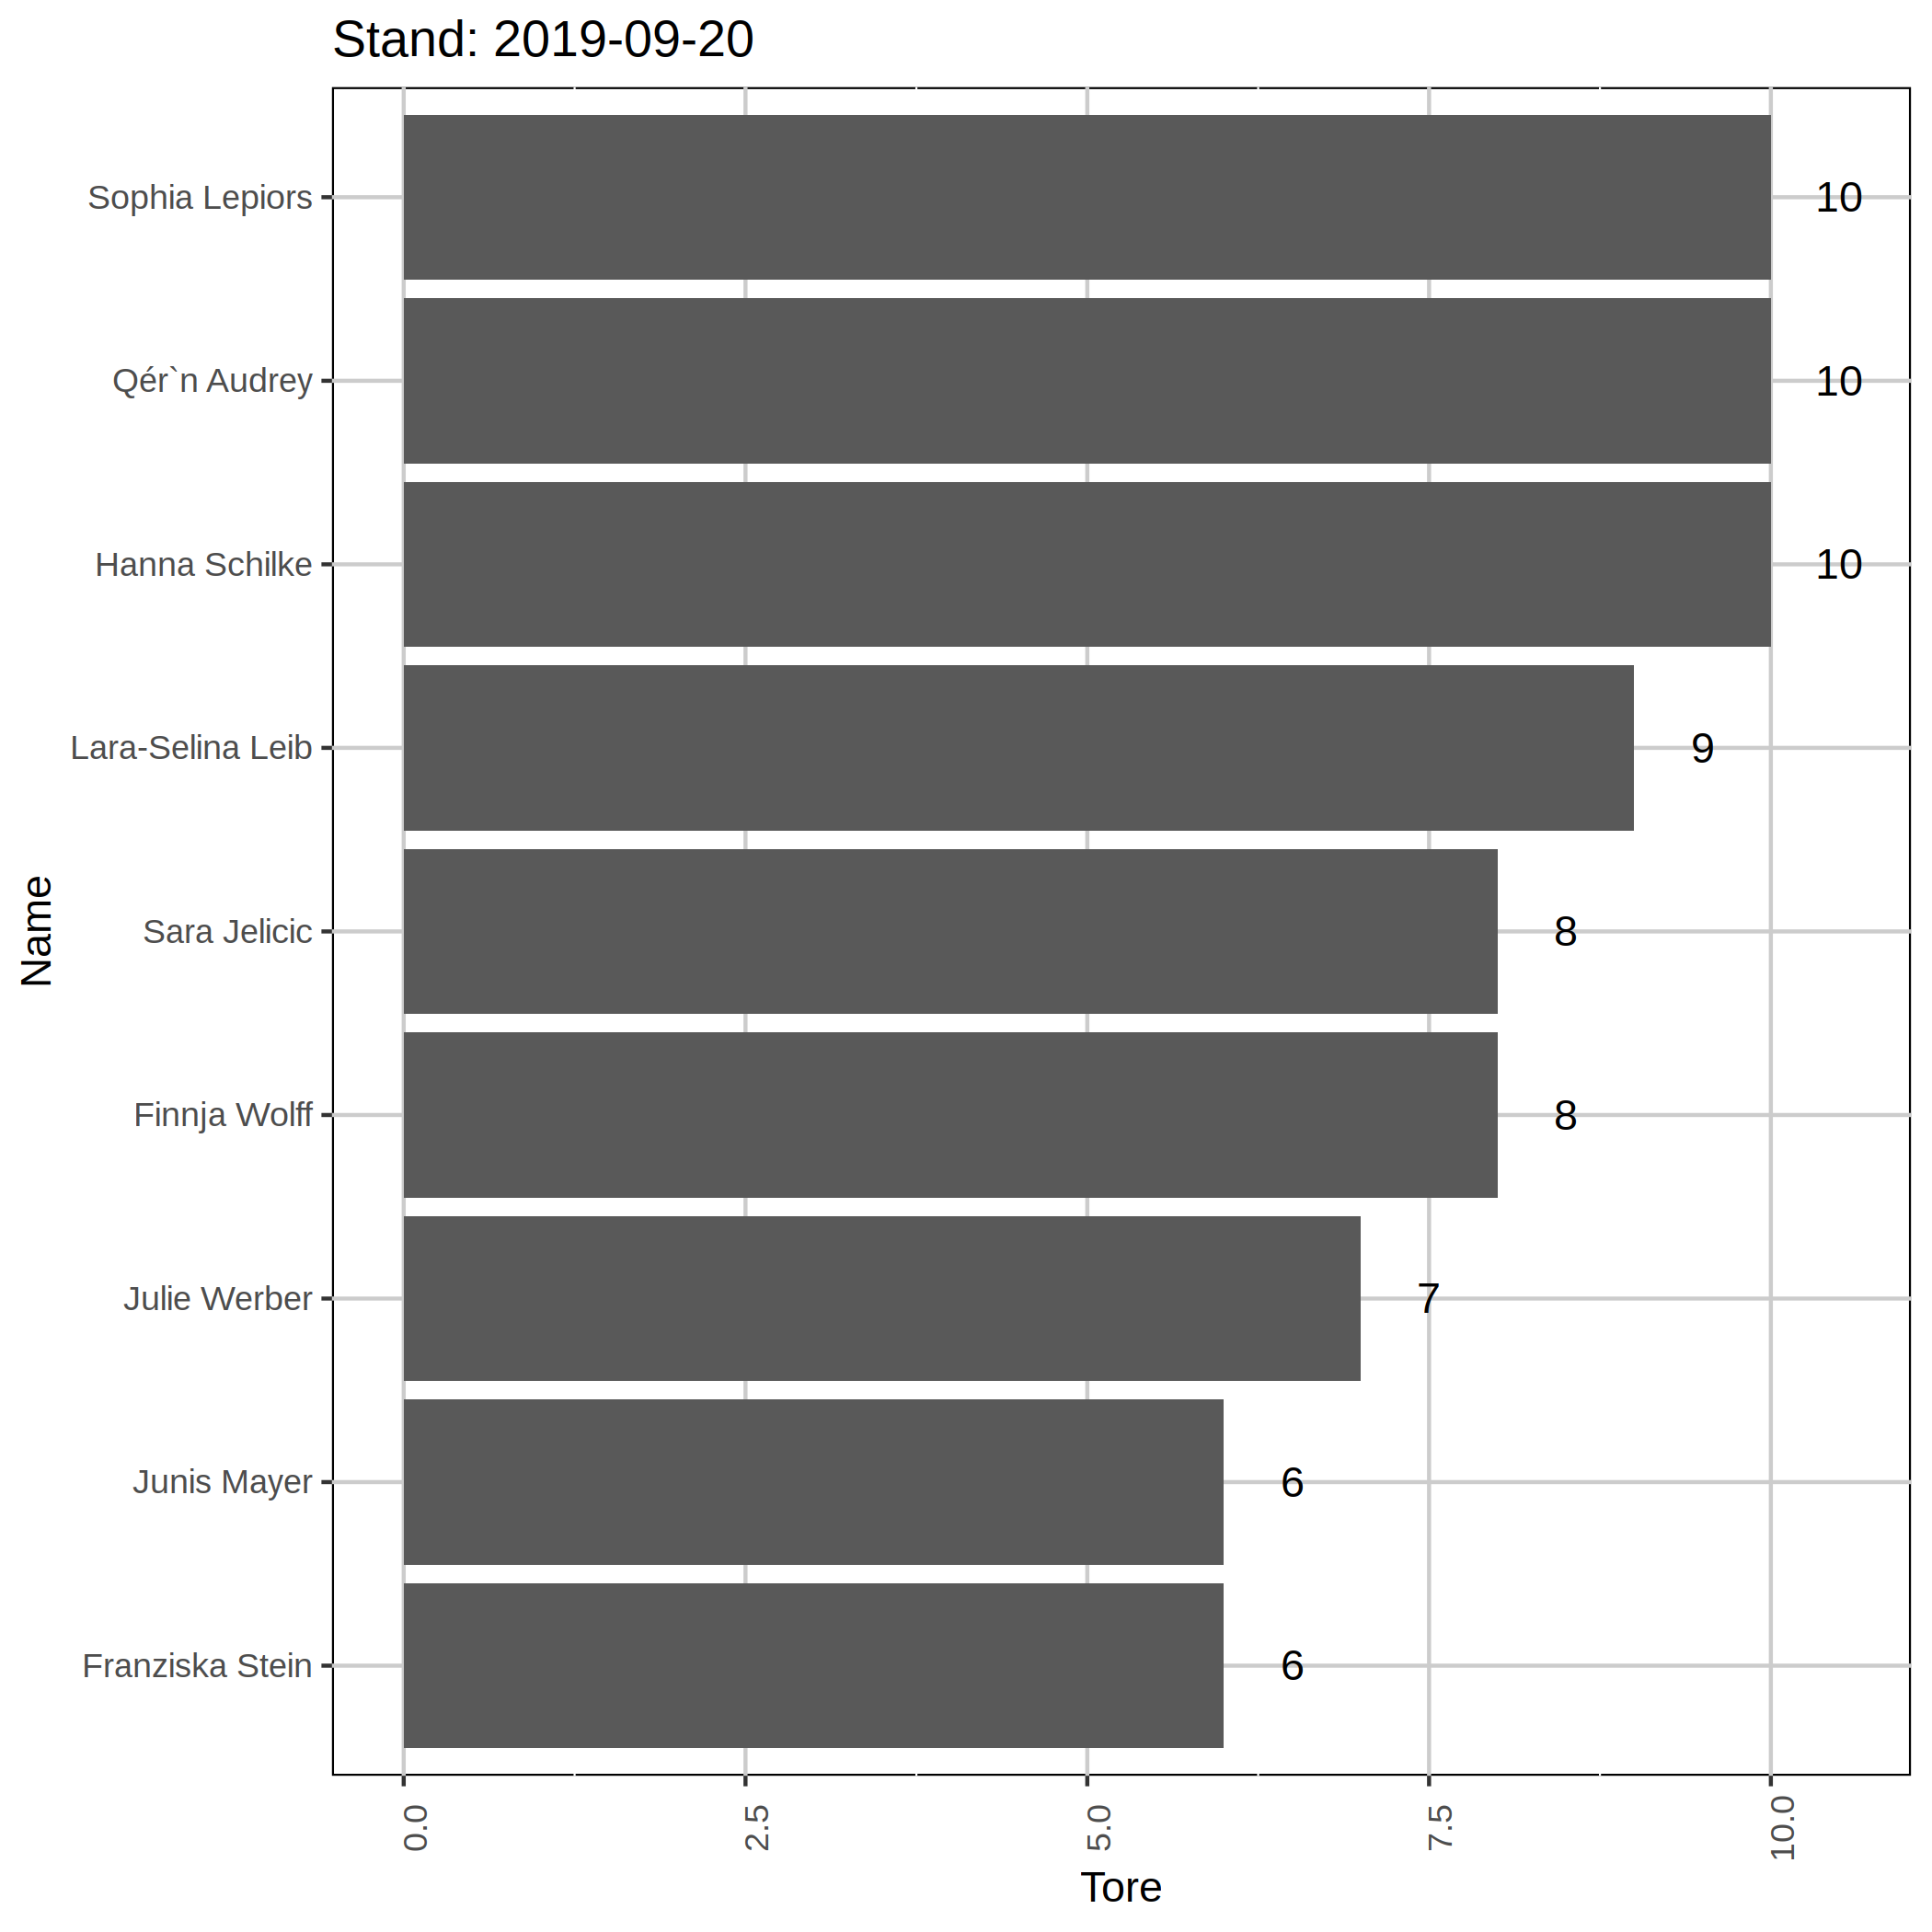 Stand: 2019-09-20
Sophia Lepiors 10
Qér`n Audrey 10
Hanna Schilke 10
Lara-Selina Leib 9
Sara Jelicic 8
Finnja Wolff 8
Julie Werber 7
Junis Mayer 6
Franziska Stein 6
Name
0.0 2.5 5.0 7.5 10.0
Tore